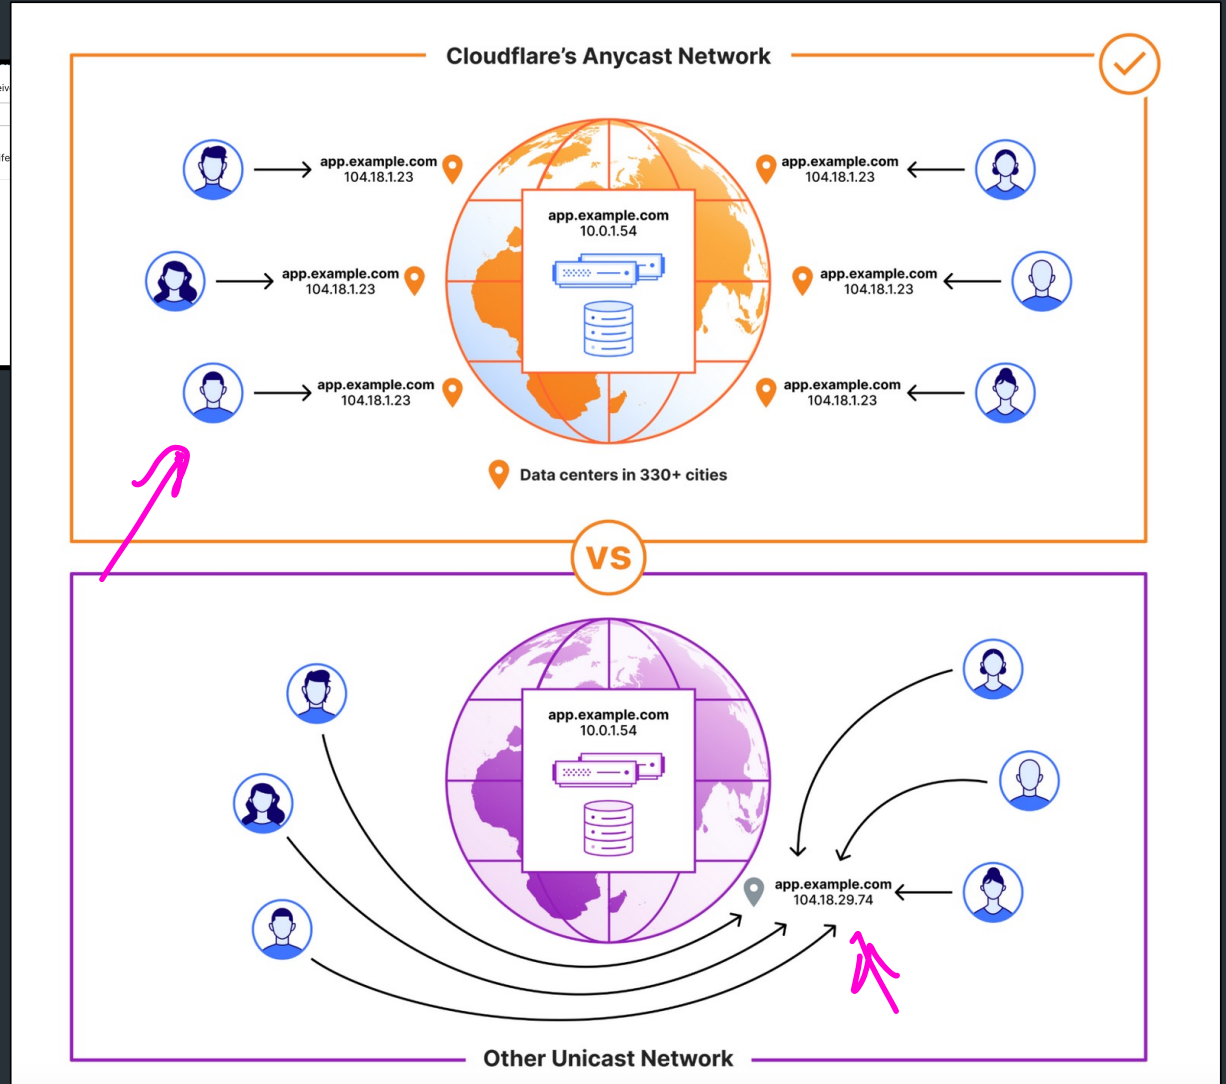 eiv
ife
Cloudflare's Anycast Network
app.example.com
104.18.1.23
app.example.com
104.18.1.23
app.example.com
10.0.1.54
app.example.com
104.18.1.23
app.example.com
104.18.1.23
app.example.com
104.18.1.23
app.example.com
104.18.1.23
Data centers in 330+ cities
VS
app.example.com
10.0.1.54
app.example.com
104.18.29.74
Other Unicast Network